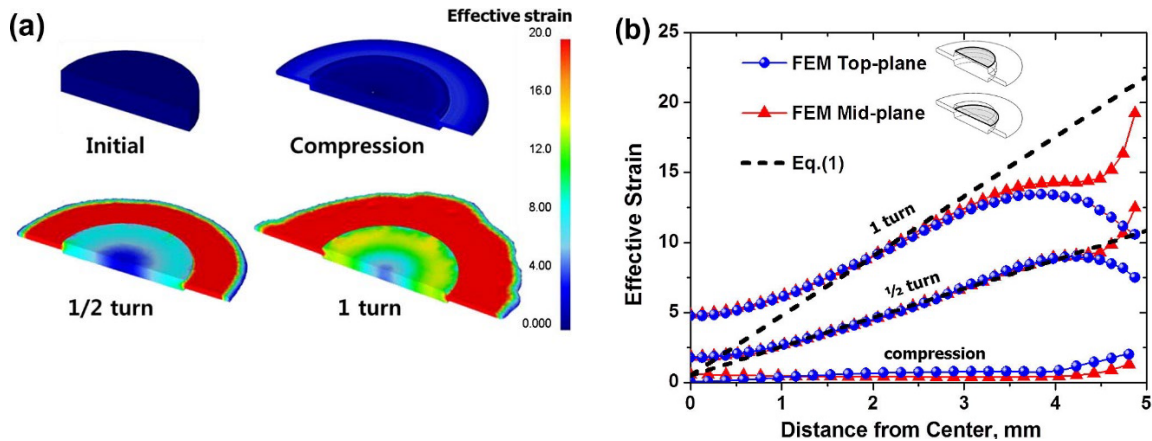 (a)
Effective strain
20.0
16.0
12.0
8.00
4.00
0.000
Initial
Compression
1/2 turn
1 turn
(b)
Effective Strain
25
20
15
10
5
0
FEM Top-plane
FEM Mid-plane
Eq.(1)
1 turn
½ turn
compression
0
1
2
3
4
5
Distance from Center, mm